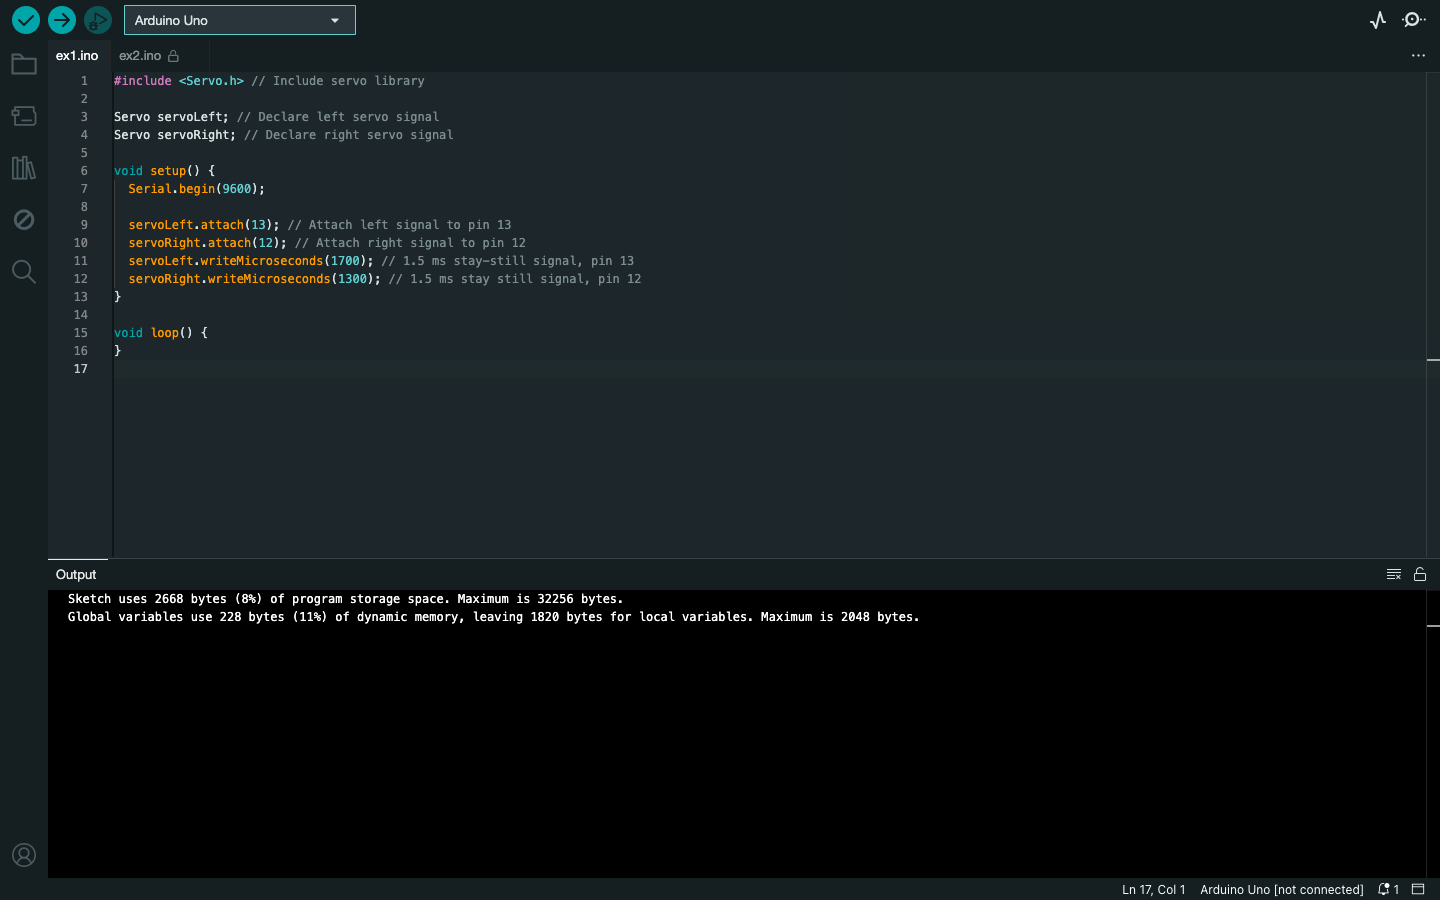 Arduino Uno
ex1.ino ex2.ino
1 #include <Servo.h> // Include servo library
2
3 Servo servoLeft; // Declare left servo signal
4 Servo servoRight; // Declare right servo signal
5
6 void setup() {
7 Serial.begin(9600);
8
9 servoLeft.attach(13); // Attach left signal to pin 13
10 servoRight.attach(12); // Attach right signal to pin 12
11 servoLeft.writeMicroseconds(1700); // 1.5 ms stay-still signal, pin 13
12 servoRight.writeMicroseconds(1300); // 1.5 ms stay still signal, pin 12
13 }
14
15 void loop() {
16 }
17
Output
Sketch uses 2668 bytes (8%) of program storage space. Maximum is 32256 bytes.
Global variables use 228 bytes (11%) of dynamic memory, leaving 1820 bytes for local variables. Maximum is 2048 bytes.
Ln 17, Col 1 Arduino Uno [not connected] 1